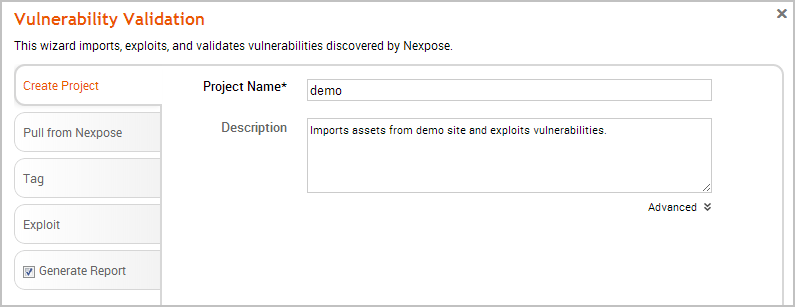 Vulnerability Validation
This wizard imports, exploits, and validates vulnerabilities discovered by Nexpose.
Create Project
Pull from Nexpose
Tag
Exploit
Generate Report
Project Name* demo
Description Imports assets from demo site and exploits vulnerabilities.
Advanced